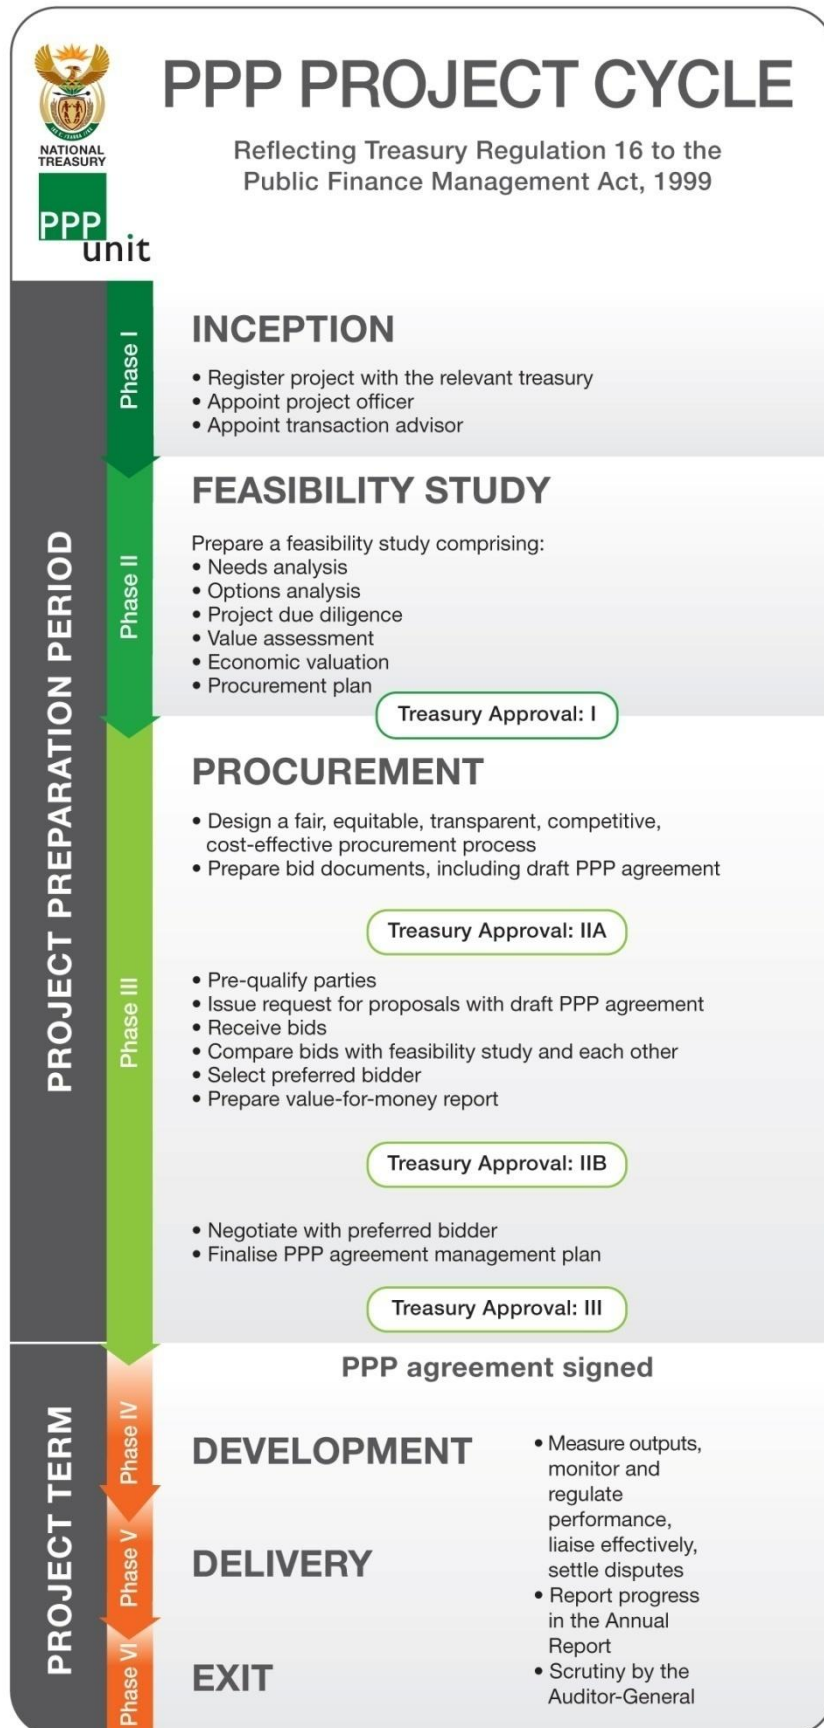 PPP PROJECT CYCLE
Reflecting Treasury Regulation 16 to the
Public Finance Management Act, 1999
NATIONAL
TREASURY
PPP
unit
PROJECT PREPARATION PERIOD
Phase I
INCEPTION
• Register project with the relevant treasury
• Appoint project officer
• Appoint transaction advisor
Phase II
FEASIBILITY STUDY
Prepare a feasibility study comprising:
• Needs analysis
• Options analysis
• Project due diligence
• Value assessment
• Economic valuation
• Procurement plan
Treasury Approval: I
Phase III
PROCUREMENT
• Design a fair, equitable, transparent, competitive,
cost-effective procurement process
• Prepare bid documents, including draft PPP agreement
Treasury Approval: IIA
• Pre-qualify parties
• Issue request for proposals with draft PPP agreement
• Receive bids
• Compare bids with feasibility study and each other
• Select preferred bidder
• Prepare value-for-money report
Treasury Approval: IIB
• Negotiate with preferred bidder
• Finalise PPP agreement management plan
Treasury Approval: III
PROJECT TERM
PPP agreement signed
Phase IV
DEVELOPMENT
Phase V
DELIVERY
Phase VI
EXIT
• Measure outputs,
monitor and
regulate
performance,
liaise effectively,
settle disputes
• Report progress
in the Annual
Report
• Scrutiny by the
Auditor-General